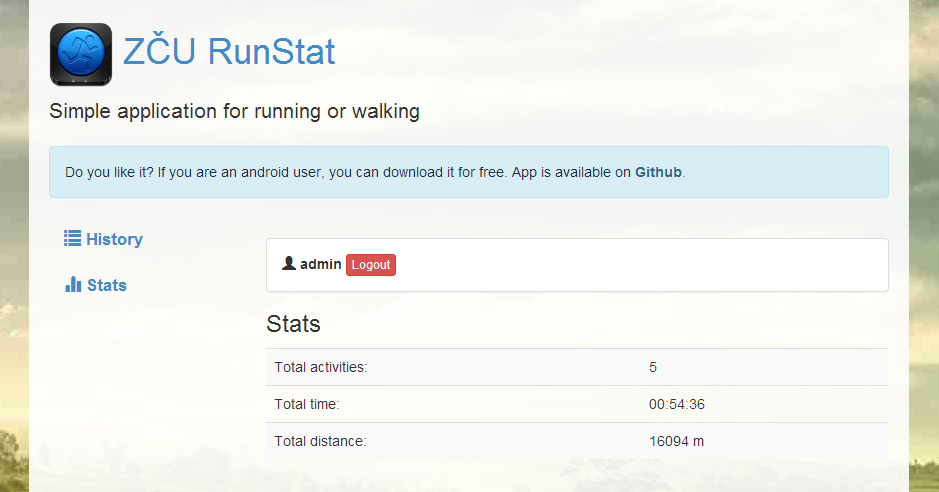 ZČU RunStat
Simple application for running or walking
Do you like it? If you are an android user, you can download it for free. App is available on Github.
History
Stats
admin Logout
Stats
Total activities: 5
Total time: 00:54:36
Total distance: 16094 m